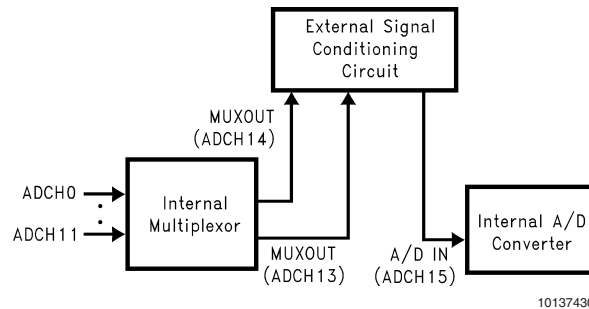 External Signal
Conditioning
Circuit
MUXOUT
(ADCH14)
ADCH0
ADCH11
Internal
Multiplexor
MUXOUT
(ADCH13)
A/D IN
(ADCH15)
Internal A/D
Converter
10137430